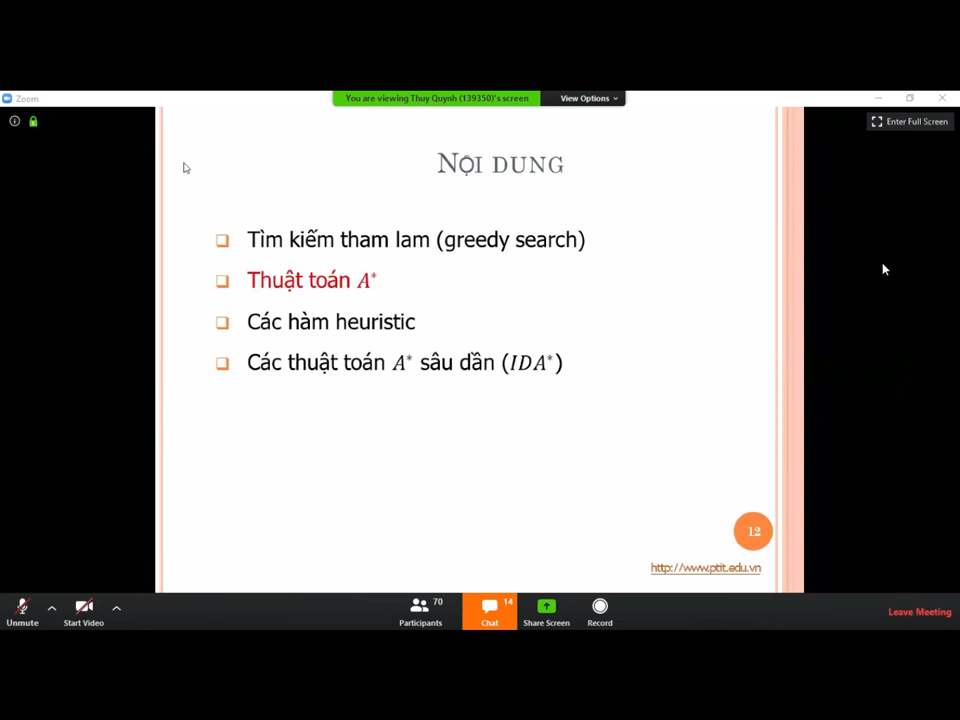 Zoom
You are viewing Thuy Quynh (139350)'s screen
View Options
Enter Full Screen
NỘI DUNG
Tìm kiếm tham lam (greedy search)
Thuật toán A*
Các hàm heuristic
Các thuật toán A* sâu dần (IDA*)
12
http://www.ptit.edu.vn
Unmute
Start Video
70
Participants
14
Chat
Share Screen
Record
Leave Meeting